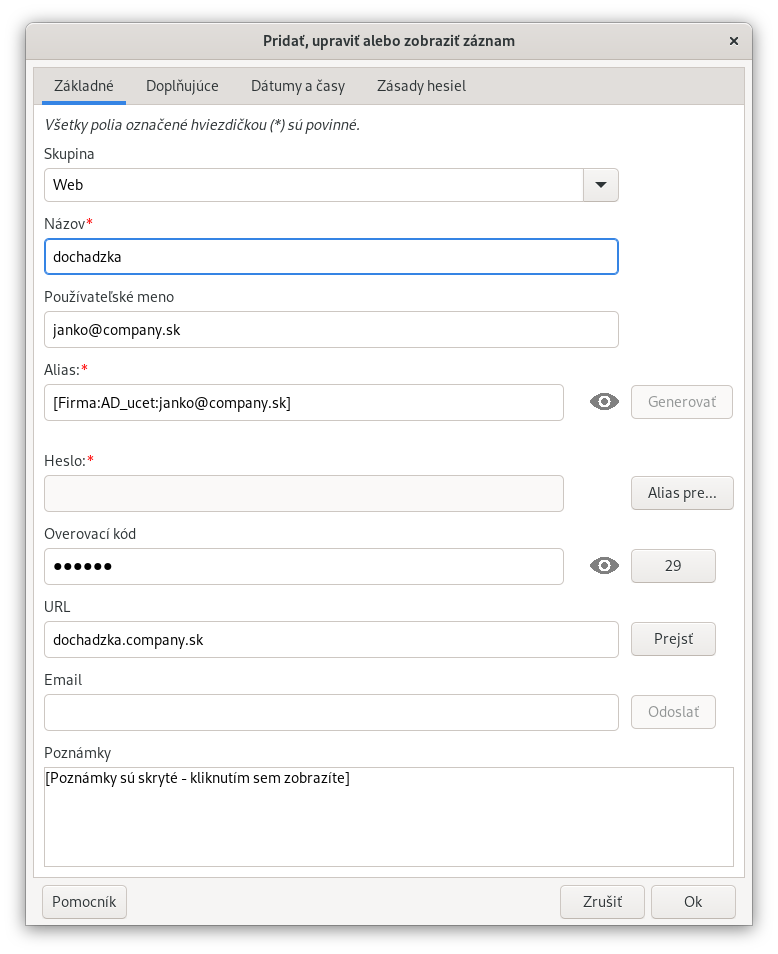 Pridať, upraviť alebo zobraziť záznam
Základné Doplňujúce Dátumy a časy Zásady hesiel
Všetky polia označené hviezdičkou (*) sú povinné.
Skupina
Web
Názov*
dochadzka
Používateľské meno
janko@company.sk
Alias:*
[Firma:AD_ucet:janko@company.sk] Generovať
Heslo:*
Alias pre...
Overovací kód
●●●●●● 29
URL
dochadzka.company.sk Prejsť
Email
Odoslať
Poznámky
[Poznámky sú skryté - kliknutím sem zobrazíte]
Pomocník Zrušiť Ok